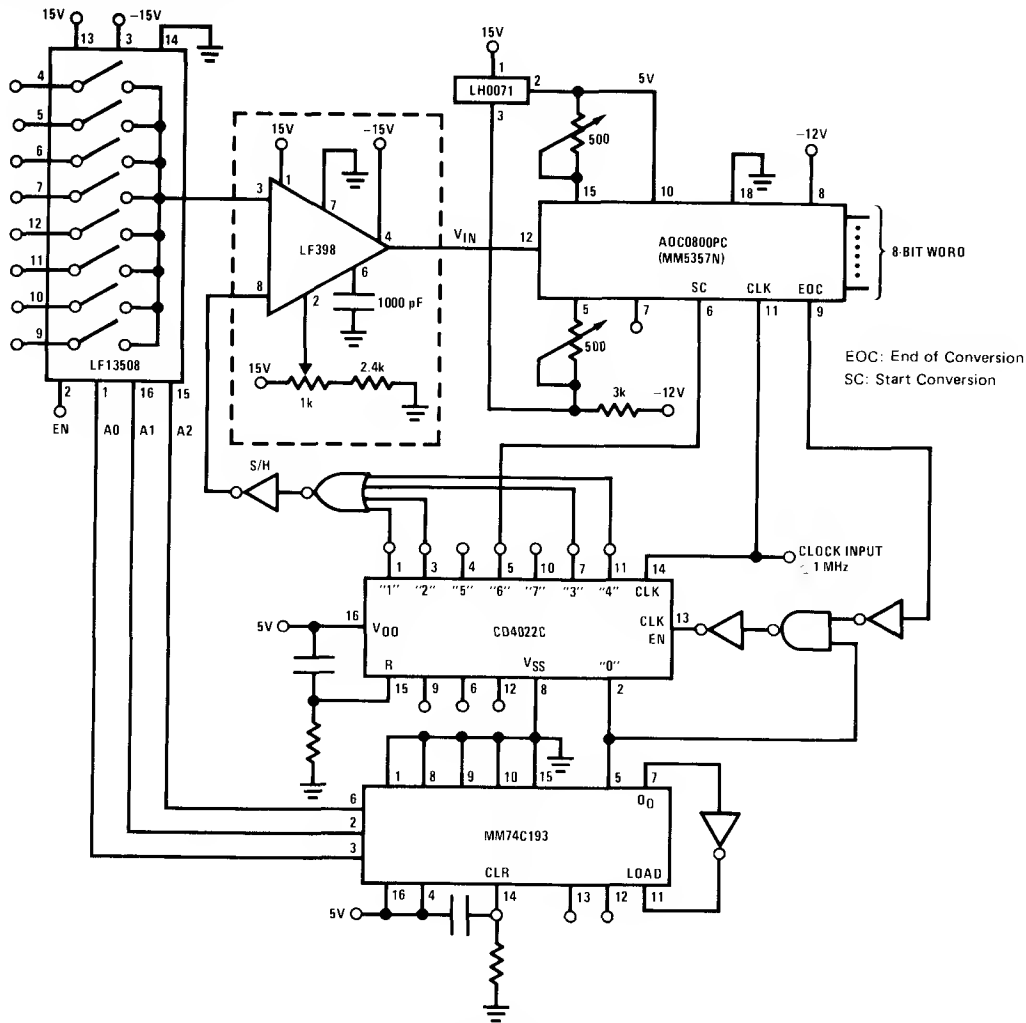 15V
-15V
13
3
14
4
5
6
7
12
11
10
9
LF13508
2
1
16
15
EN
A0
A1
A2
15V
-15V
1
7
3
4
LF398
8
2
6
1000 pF
15V
1k
2.4k
15V
1
LH0071
2
3
5V
500
-12V
15
10
18
8
VIN
12
AOC0800PC
(MM5357N)
8-BIT WORO
SC
CLK
EOC
5
7
6
11
9
500
3k
-12V
EOC: End of Conversion
SC: Start Conversion
S/H
CLOCK INPUT
1 MHz
1
3
4
5
10
7
11
14
"1"
"2"
"5"
"6"
"7"
"3"
"4"
CLK
5V
16
VOO
CD4022C
CLK
EN
13
R
VSS
"0"
15
9
6
12
8
2
1
8
9
10
15
5
7
OO
6
2
3
MM74C193
CLR
LOAD
5V
16
4
14
13
12
11